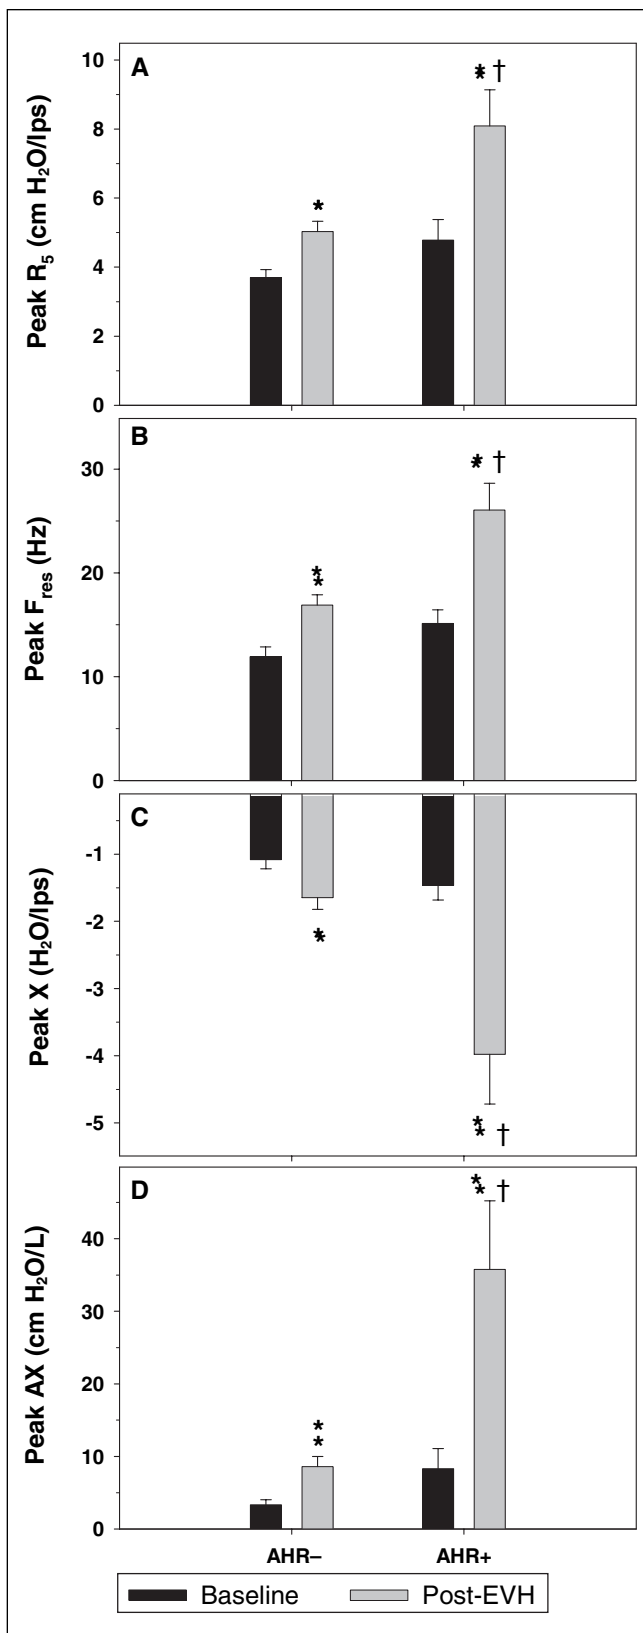 A
Peak R5 (cm H2O/lps)
10
8
6
4
2
0
*
** †
B
Peak Fres (Hz)
30
20
10
0
**
** †
C
Peak X (H2O/lps)
-1
-2
-3
-4
-5
**
** †
D
Peak AX (cm H2O/L)
40
30
20
10
0
**
** †
AHR–
AHR+
Baseline
Post-EVH